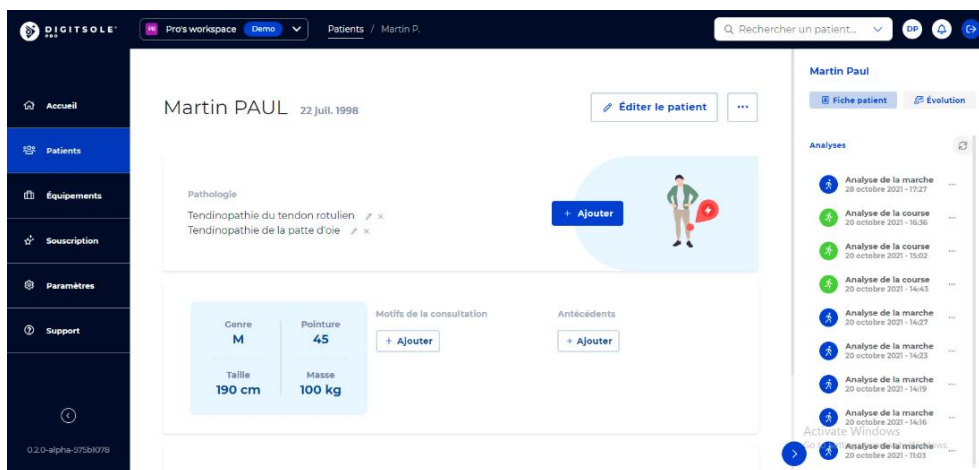 DIGITSOLE®
PRO
PR Pro's workspace Demo
Patients / Martin P.
Rechercher un patient...
DP
Accueil
Patients
Équipements
Souscription
Paramètres
Support
0.2.0-alpha-575b1078
Martin PAUL 22 juil. 1998
Éditer le patient
...
Pathologie
Tendinopathie du tendon rotulien
Tendinopathie de la patte d'oie
+ Ajouter
Genre
M
Pointure
45
Taille
190 cm
Masse
100 kg
Motifs de la consultation
+ Ajouter
Antécédents
+ Ajouter
Martin Paul
Fiche patient
Évolution
Analyses
Analyse de la marche
28 octobre 2021 - 17:27
Analyse de la course
20 octobre 2021 - 16:36
Analyse de la course
20 octobre 2021 - 15:02
Analyse de la course
20 octobre 2021 - 14:43
Analyse de la marche
20 octobre 2021 - 14:27
Analyse de la marche
20 octobre 2021 - 14:23
Analyse de la marche
20 octobre 2021 - 14:19
Analyse de la marche
20 octobre 2021 - 14:16
Activate Windows
Analyse de la marche
20 octobre 2021 - 11:03